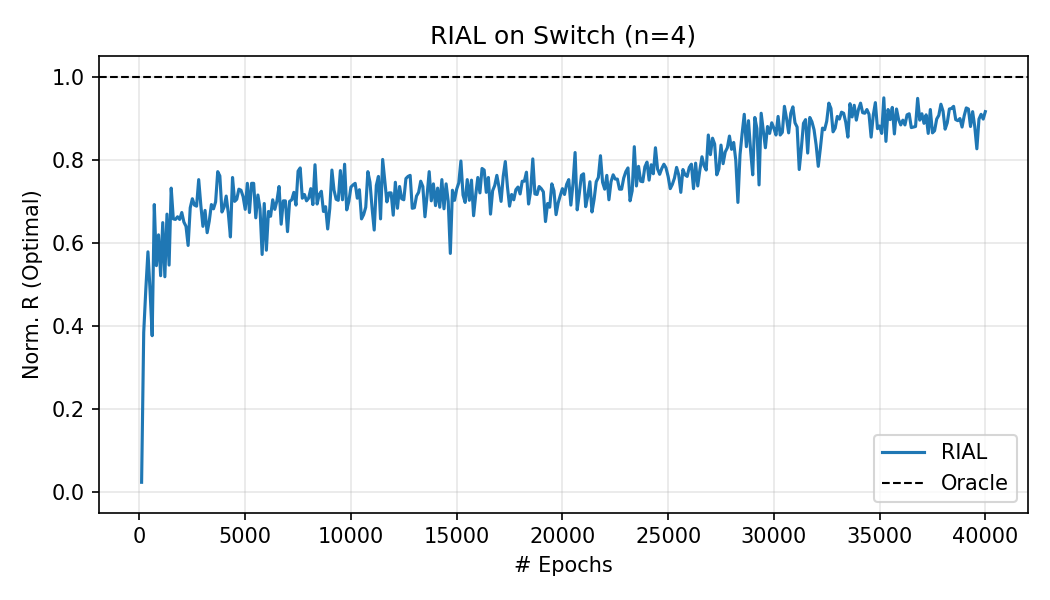 RIAL on Switch (n=4)
Norm. R (Optimal)
1.0
0.8
0.6
0.4
0.2
0.0
0 5000 10000 15000 20000 25000 30000 35000 40000
# Epochs
RIAL
Oracle